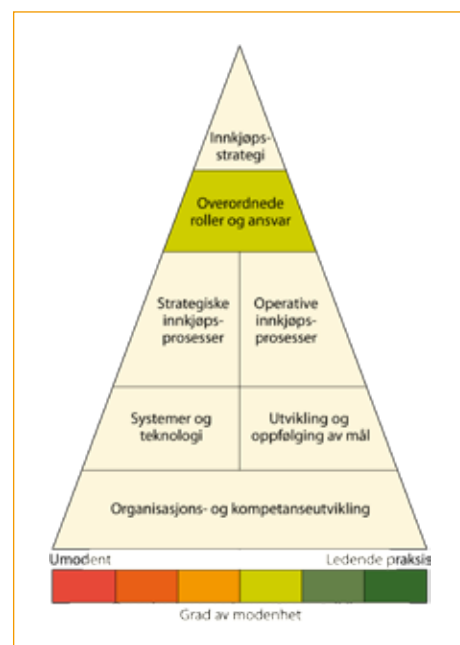 Innkjøps-
strategi
Overordnede
roller og ansvar
Strategiske
innkjøps-
prosesser
Operative
innkjøps-
prosesser
Systemer og
teknologi
Utvikling og
oppfølging av mål
Organisasjons- og kompetanseutvikling
Umodent
Ledende praksis
Grad av modenhet